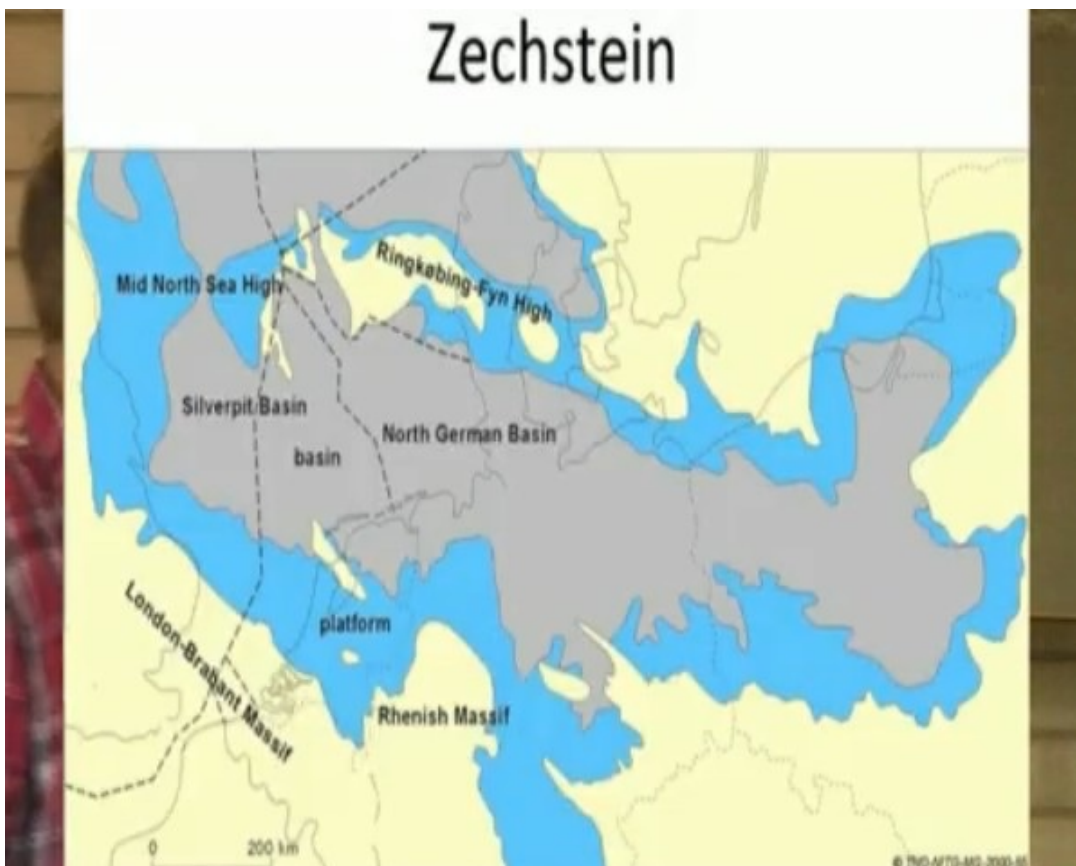 Zechstein
Mid North Sea High
Ringkøbing-Fyn High
Silverpit Basin
basin
North German Basin
London-Brabant Massif
platform
Rhenish Massif
0 200 km